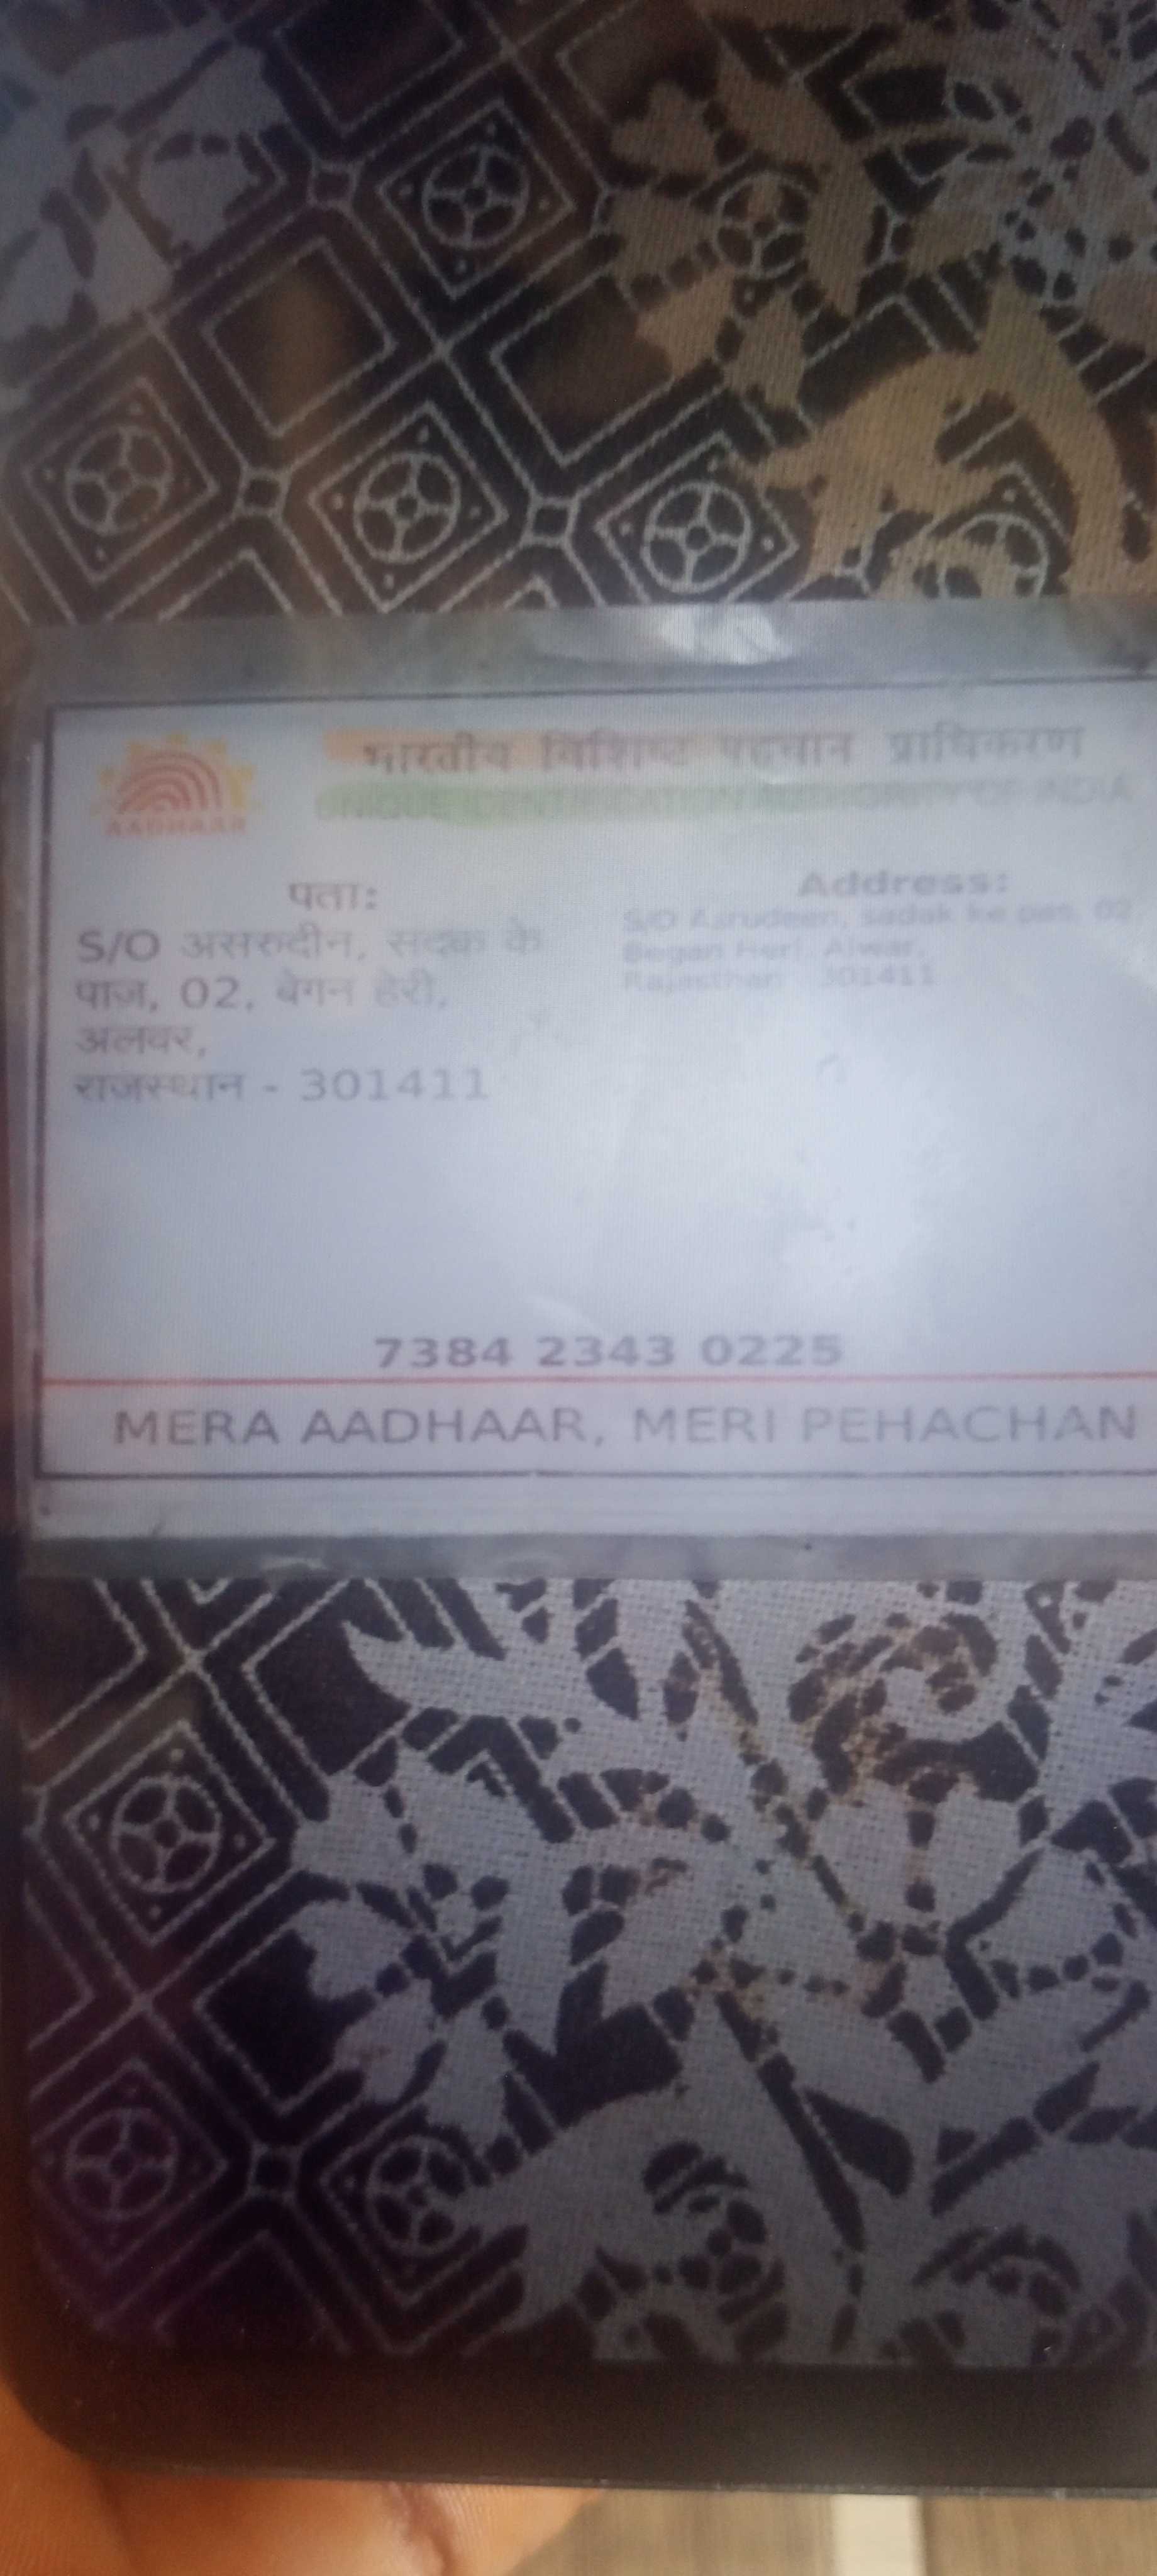 भारतीय विशिष्ट पहचान प्राधिकरण
UNIQUE IDENTIFICATION AUTHORITY OF INDIA
AADHAAR
पता:
S/O असरुदीन, सडक के
पाज, 02, बेगन हेरी,
अलवर,
राजस्थान - 301411
Address:
S/O Asrudeen, sadak ke pas, 02,
Began Heri, Alwar,
Rajasthan 301411
7384 2343 0225
MERA AADHAAR, MERI PEHACHAN